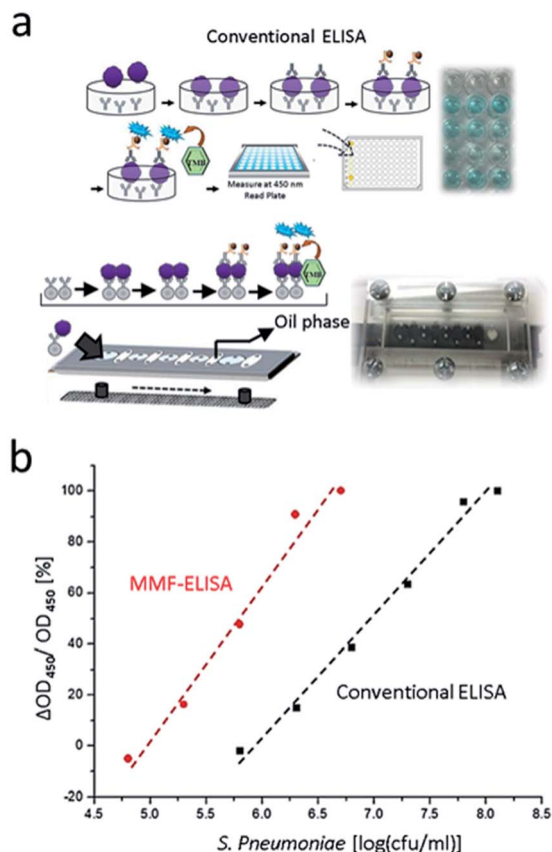 a
Conventional ELISA
TMB
Measure at 450 nm
Read Plate
TMB
Oil phase
b
ΔOD450/ OD450 [%]
100
80
60
40
20
0
-20
MMF-ELISA
Conventional ELISA
4.5 5.0 5.5 6.0 6.5 7.0 7.5 8.0 8.5
S. Pneumoniae [log(cfu/ml)]